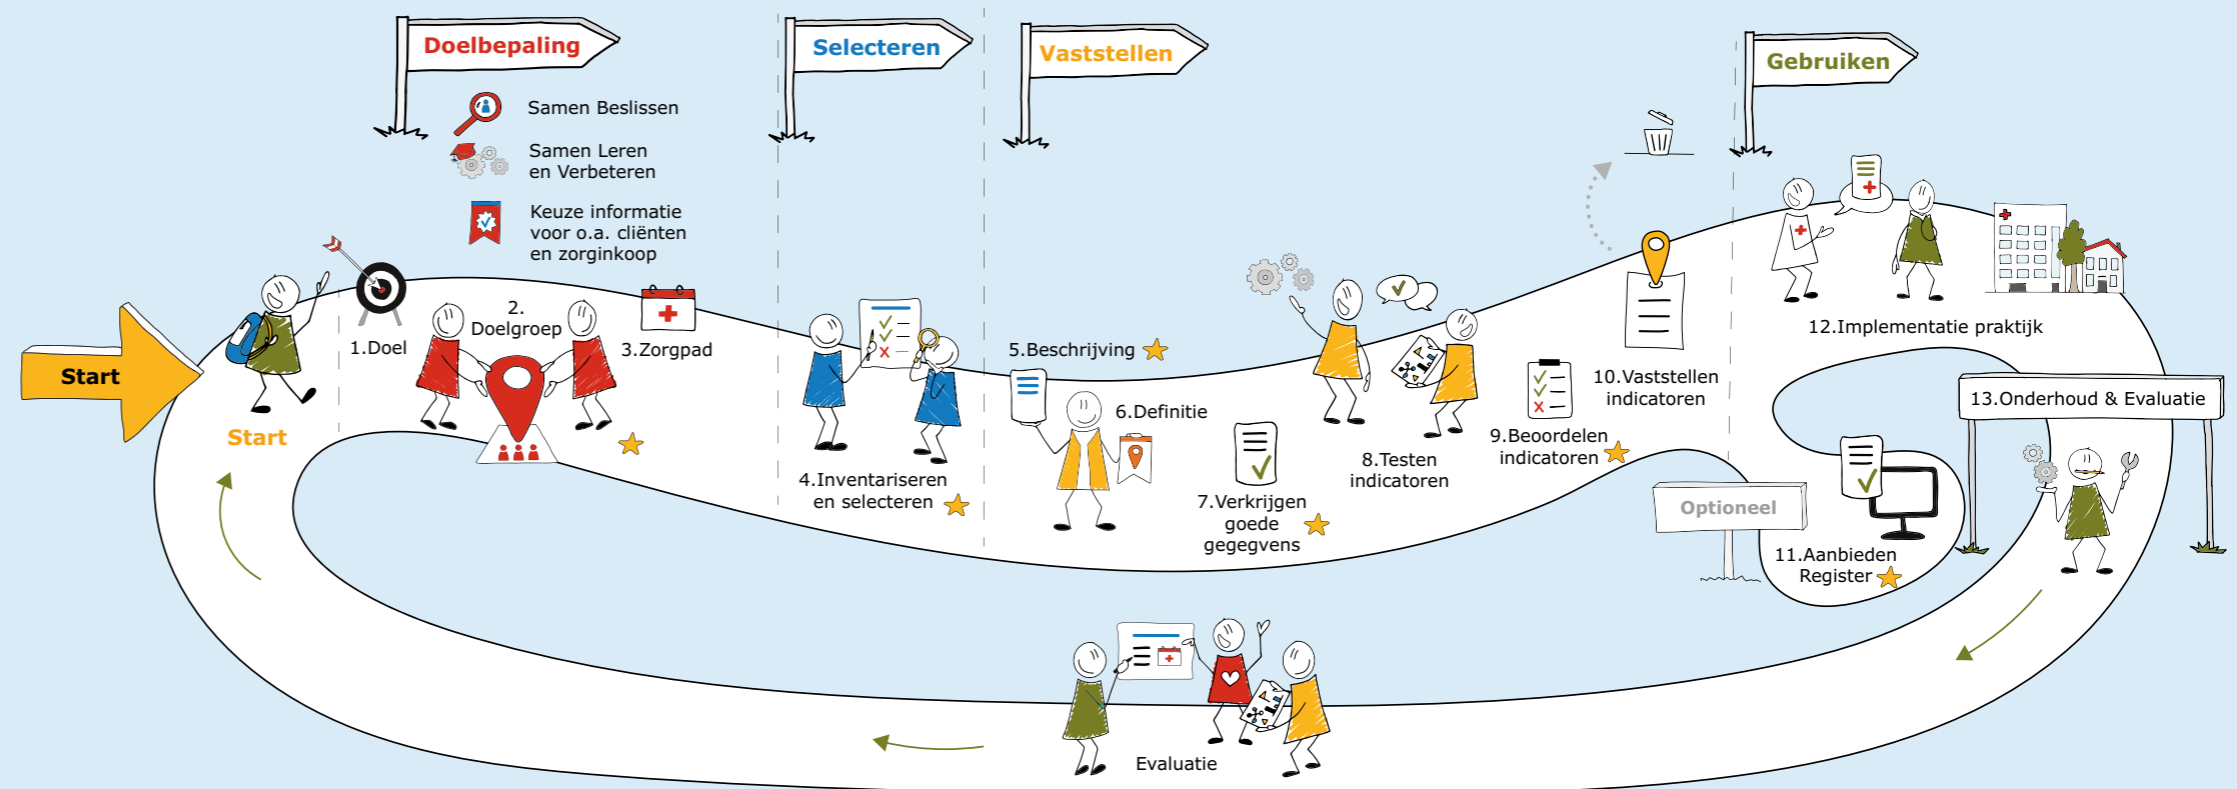 Doelbepaling
Samen Beslissen
Samen Leren
en Verbeteren
Keuze informatie
voor o.a. cliënten
en zorginkoop
Selecteren
Vaststellen
Gebruiken
Start
Start
1.Doel
2.
Doelgroep
3.Zorgpad
4.Inventariseren
en selecteren
5.Beschrijving
6.Definitie
7.Verkrijgen
goede
gegegvens
8.Testen
indicatoren
9.Beoordelen
indicatoren
10.Vaststellen
indicatoren
Optioneel
11.Aanbieden
Register
12.Implementatie praktijk
13.Onderhoud & Evaluatie
Evaluatie